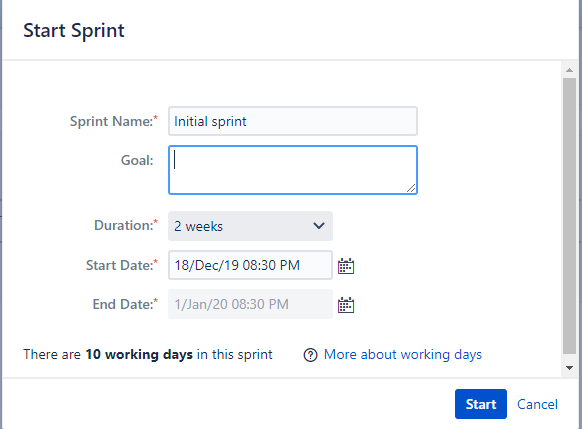 Start Sprint
Sprint Name:* Initial sprint
Goal:
Duration:* 2 weeks
Start Date:* 18/Dec/19 08:30 PM
End Date:* 1/Jan/20 08:30 PM
There are 10 working days in this sprint ? More about working days
Start Cancel